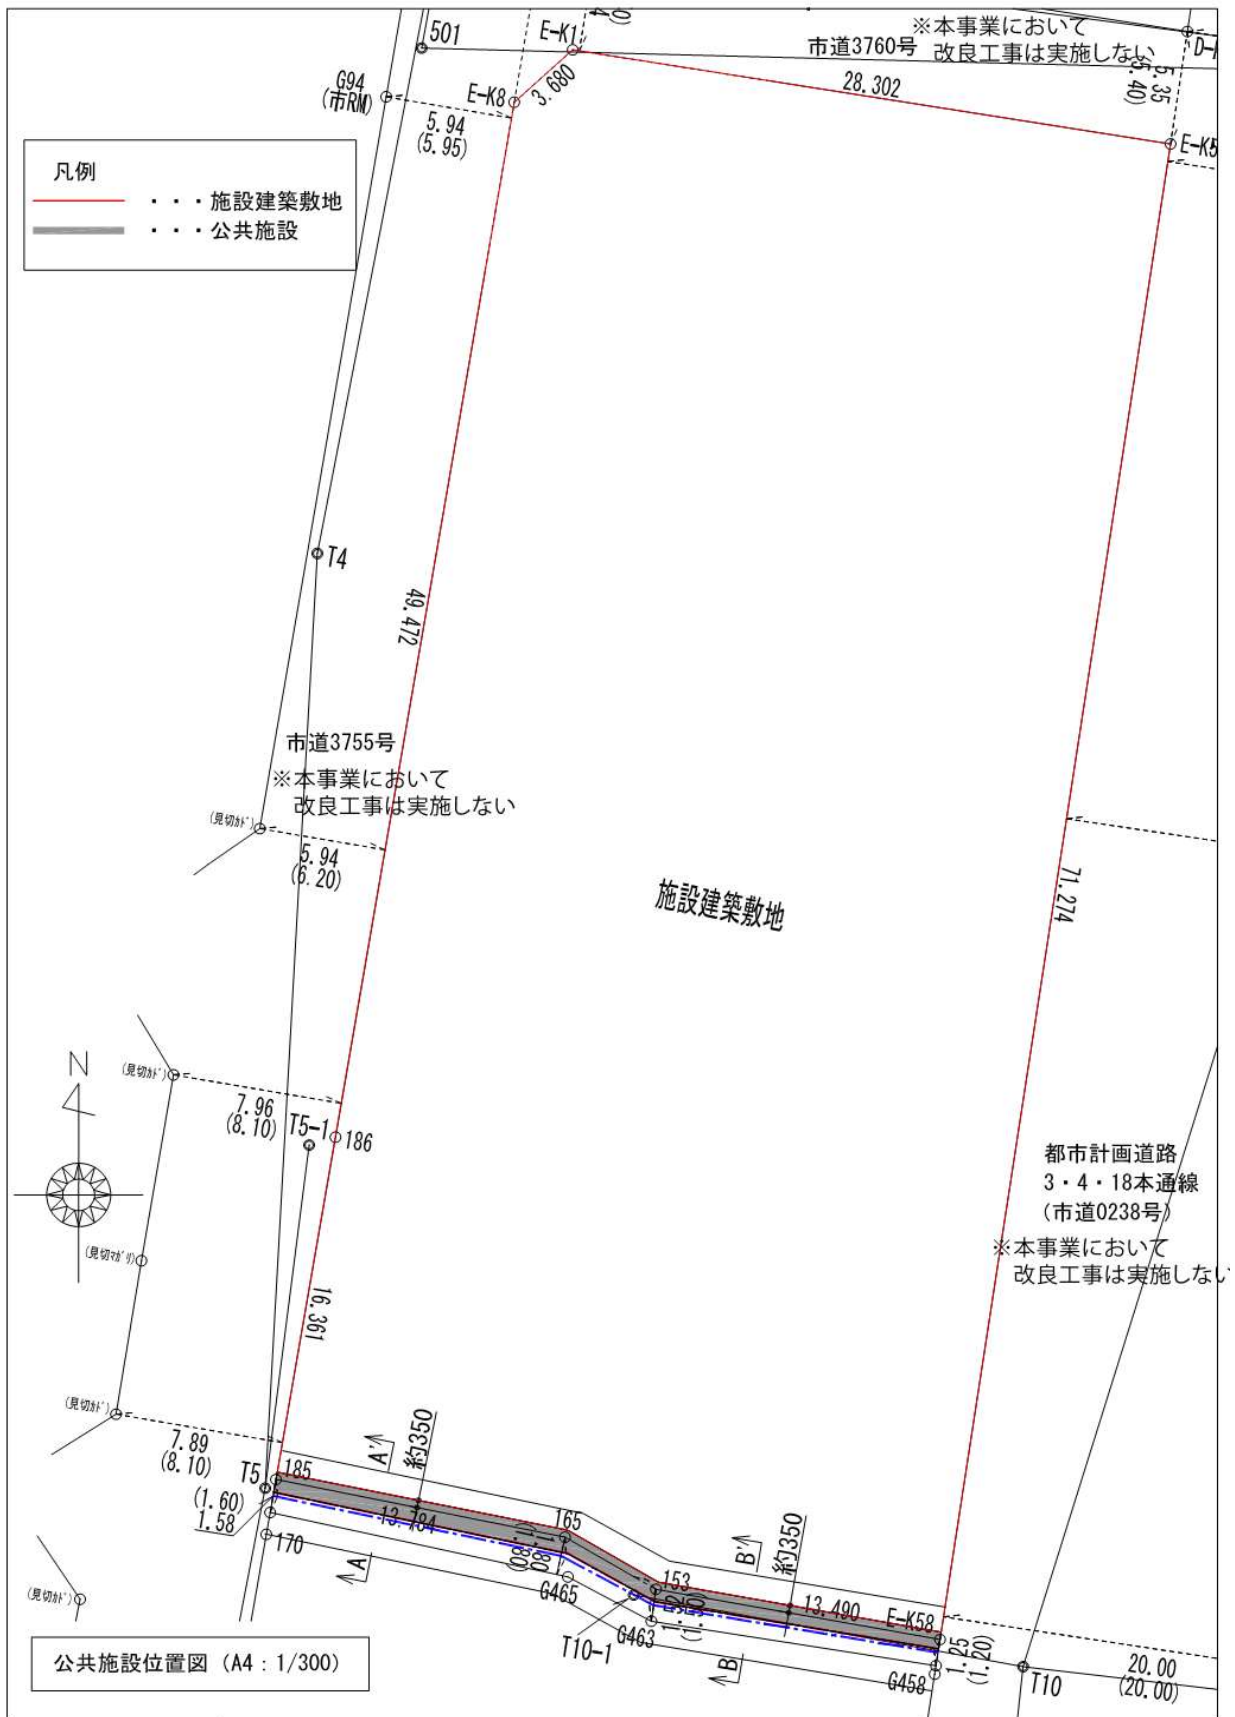 501
E-K1
※本事業において
市道3760号
改良工事は実施しない
G94
(市RM)
E-K8
3.680
28.302
5.35
(5.40)
5.94
(5.95)
E-K5
凡例
・・・施設建築敷地
・・・公共施設
T4
49.472
市道3755号
※本事業において
改良工事は実施しない
(見切ｶﾄﾞ)
5.94
(6.20)
施設建築敷地
71.274
N
(見切ｶﾄﾞ)
7.96
(8.10)
T5-1
186
都市計画道路
3・4・18本通線
(市道0238号)
※本事業において
改良工事は実施しない
(見切ﾏｶﾞﾘ)
16.361
(見切ｶﾄﾞ)
7.89
(8.10)
A'
約350
T5
185
(1.60)
1.58
13.784
165
1.80
(1.80)
170
A
B'
約350
153
13.490
E-K58
G465
(見切ｶﾄﾞ)
T10-1
G463
1.25
(1.20)
B
G458
T10
20.00
(20.00)
公共施設位置図（A4：1/300）